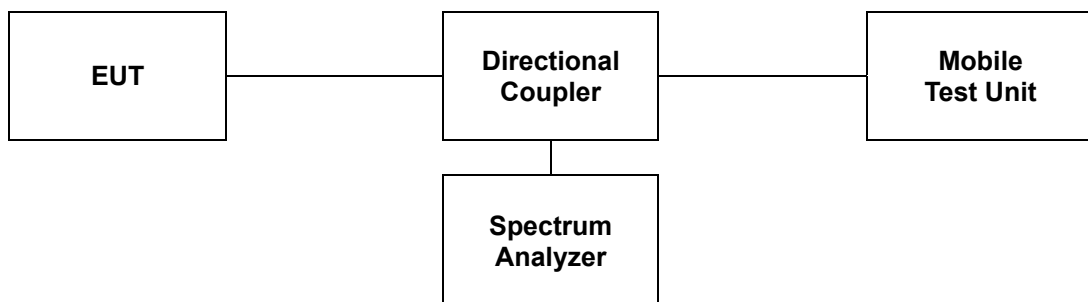 EUT
Directional
Coupler
Mobile
Test Unit
Spectrum
Analyzer